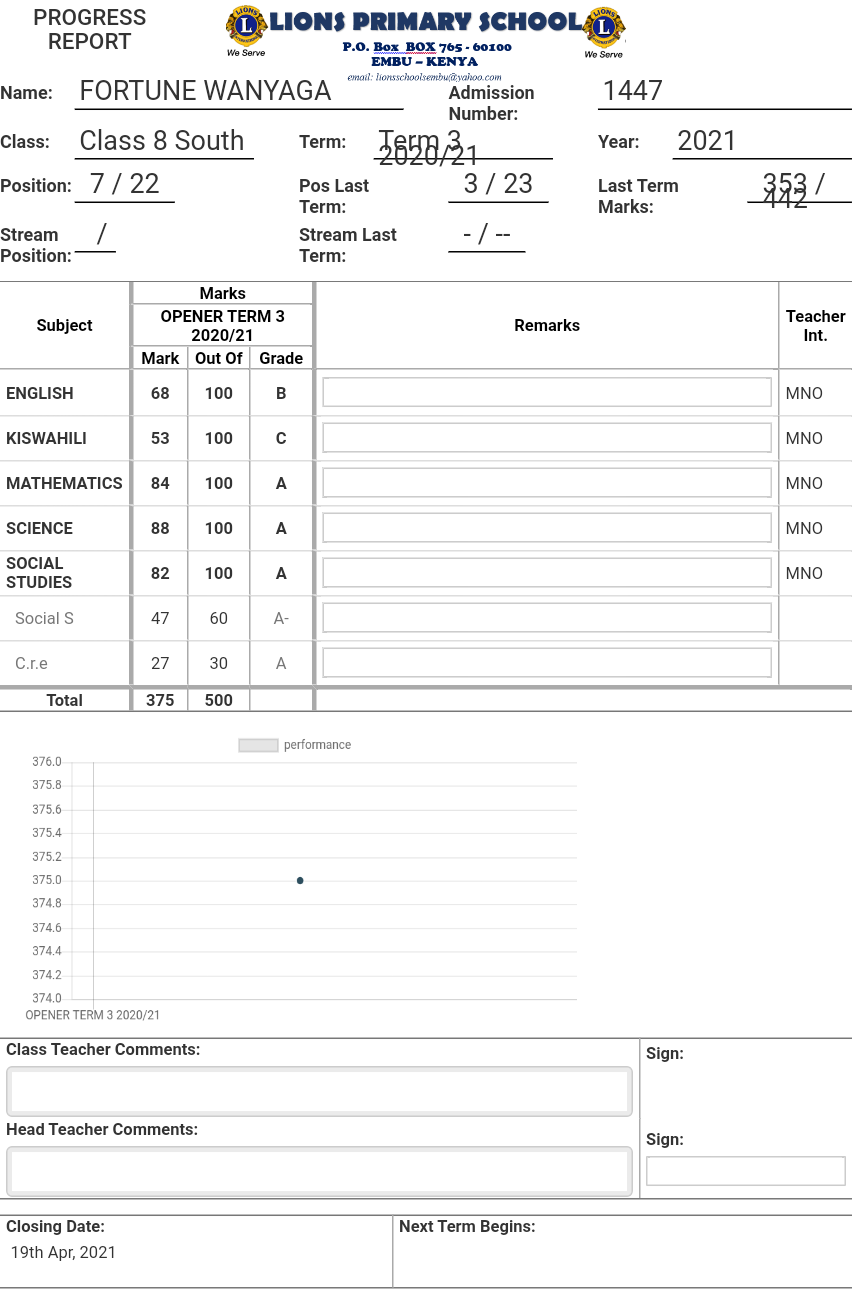 PROGRESS
REPORT
LIONS PRIMARY SCHOOL
We Serve
We Serve
P.O. Box BOX 765 - 60100
EMBU – KENYA
email: lionsschoolsembu@yahoo.com
Name: FORTUNE WANYAGA Admission Number: 1447
Class: Class 8 South Term: Term 3 2020/21 Year: 2021
Position: 7 / 22 Pos Last Term: 3 / 23 Last Term Marks: 353 / 442
Stream Position: / Stream Last Term: - / --
Marks
OPENER TERM 3
2020/21
Subject Mark Out Of Grade Remarks Teacher Int.
ENGLISH 68 100 B MNO
KISWAHILI 53 100 C MNO
MATHEMATICS 84 100 A MNO
SCIENCE 88 100 A MNO
SOCIAL STUDIES 82 100 A MNO
Social S 47 60 A-
C.r.e 27 30 A
Total 375 500
performance
376.0
375.8
375.6
375.4
375.2
375.0
374.8
374.6
374.4
374.2
374.0
OPENER TERM 3 2020/21
Class Teacher Comments: Sign:
Head Teacher Comments: Sign:
Closing Date: Next Term Begins:
19th Apr, 2021